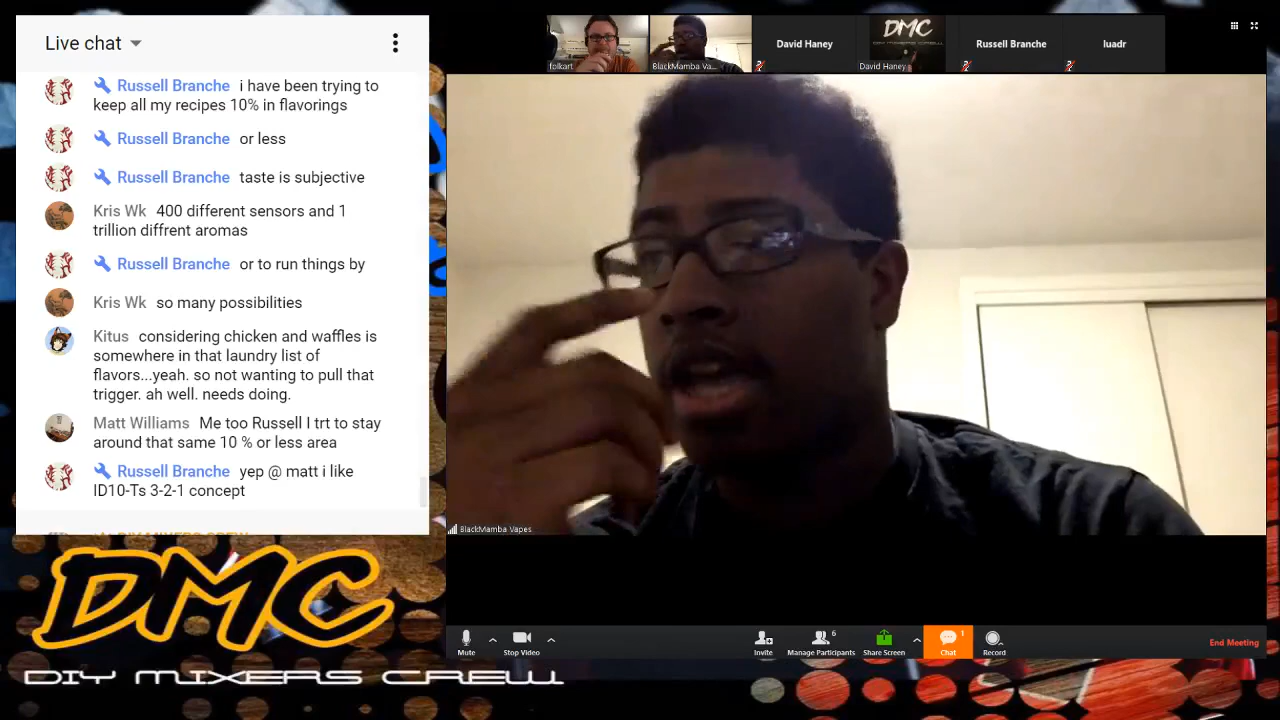 Live chat
Russell Branche i have been trying to
keep all my recipes 10% in flavorings
Russell Branche or less
Russell Branche taste is subjective
Kris Wk 400 different sensors and 1
trillion diffrent aromas
Russell Branche or to run things by
Kris Wk so many possibilities
Kitus considering chicken and waffles is
somewhere in that laundry list of
flavors...yeah. so not wanting to pull that
trigger. ah well. needs doing.
Matt Williams Me too Russell I trt to stay
around that same 10 % or less area
Russell Branche yep @ matt i like
ID10-Ts 3-2-1 concept
DMC
DIY MIXERS CREW
folkart
BlackMamba Va...
David Haney
DMC
DIY MIXERS CREW
David Haney
Russell Branche
luadr
BlackMamba Vapes
Mute
Stop Video
Invite
6
Manage Participants
Share Screen
1
Chat
Record
End Meeting